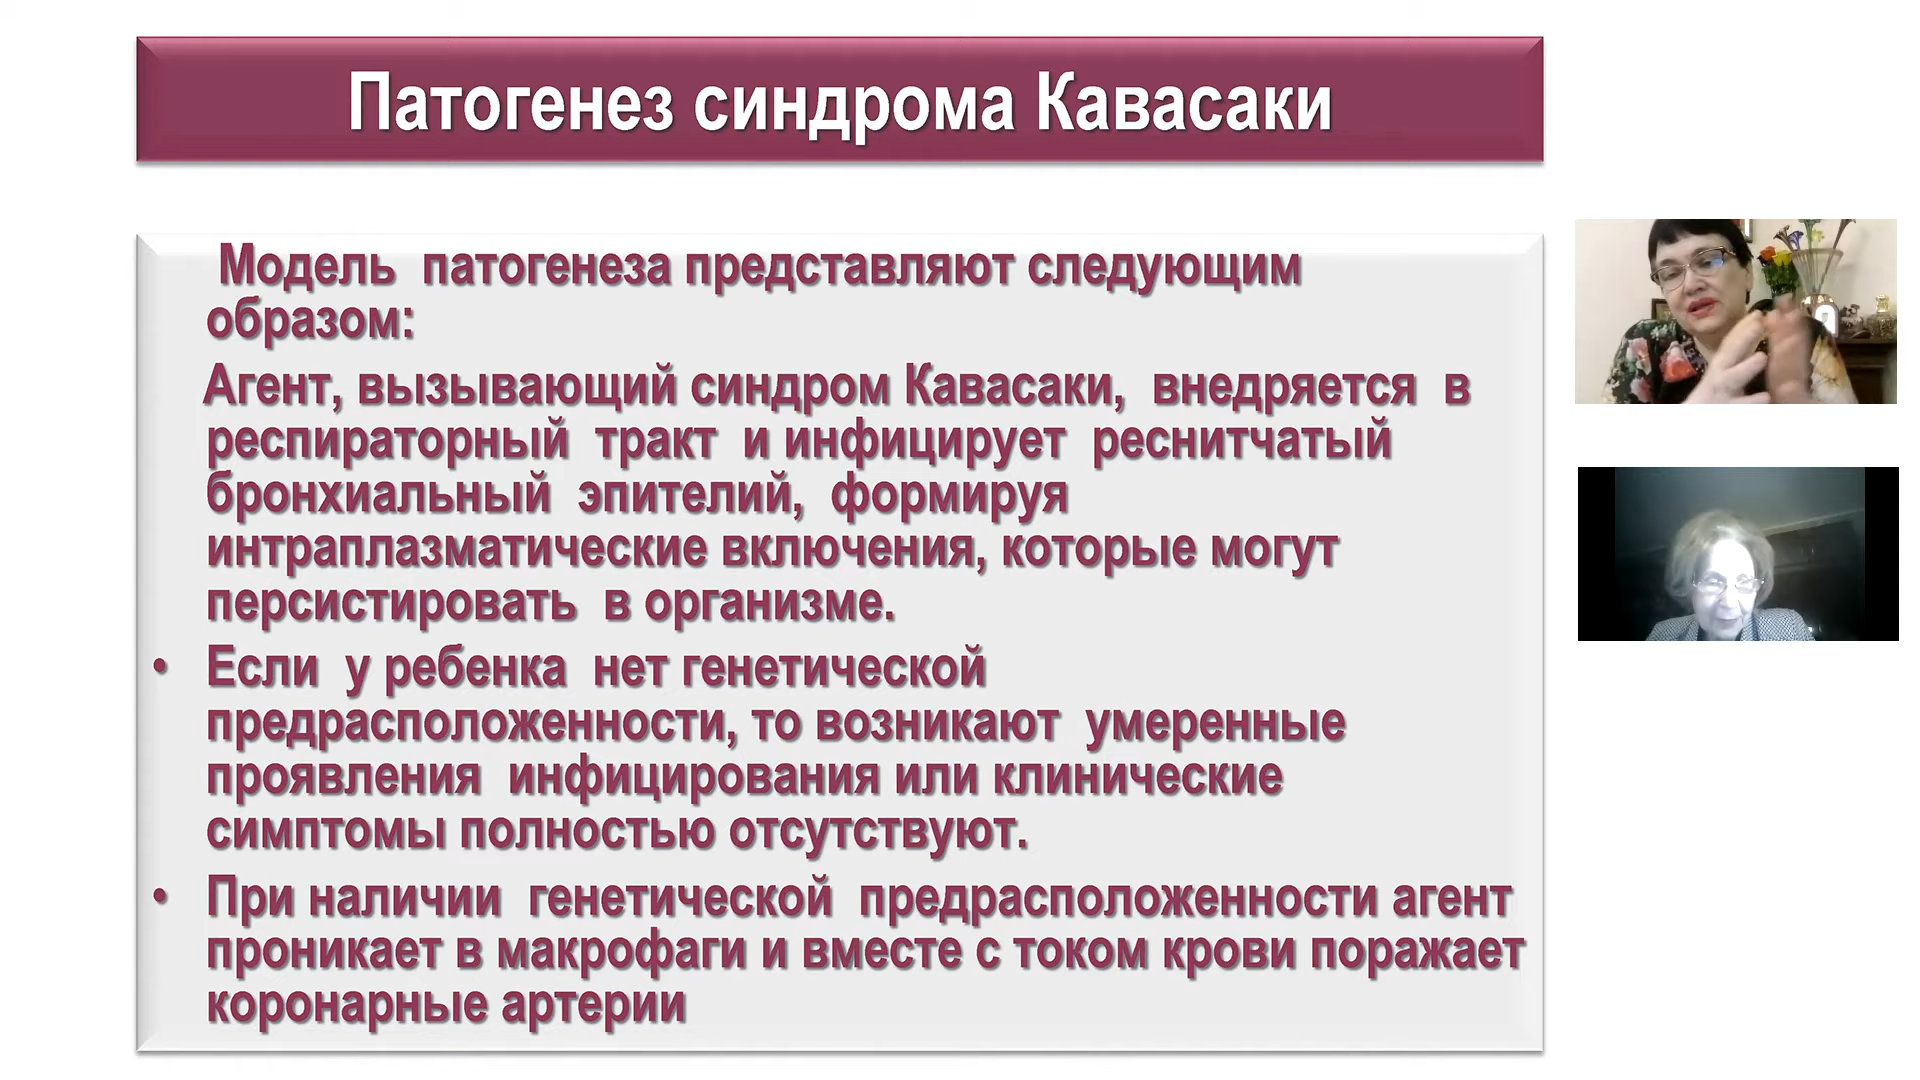 Патогенез синдрома Кавасаки
Модель патогенеза представляют следующим
образом:
Агент, вызывающий синдром Кавасаки, внедряется в
респираторный тракт и инфицирует реснитчатый
бронхиальный эпителий, формируя
интраплазматические включения, которые могут
персистировать в организме.
• Если у ребенка нет генетической
предрасположенности, то возникают умеренные
проявления инфицирования или клинические
симптомы полностью отсутствуют.
• При наличии генетической предрасположенности агент
проникает в макрофаги и вместе с током крови поражает
коронарные артерии